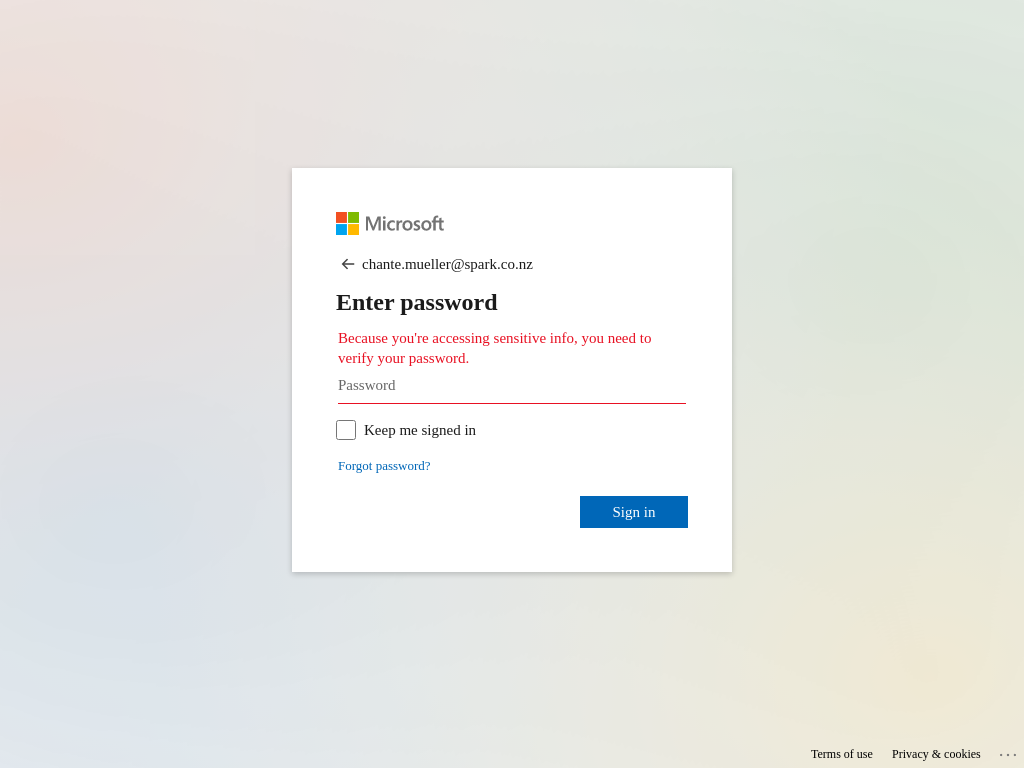 Microsoft
chante.mueller@spark.co.nz
Enter password
Because you're accessing sensitive info, you need to
verify your password.
Password
Keep me signed in
Forgot password?
Sign in
Terms of use
Privacy & cookies
...